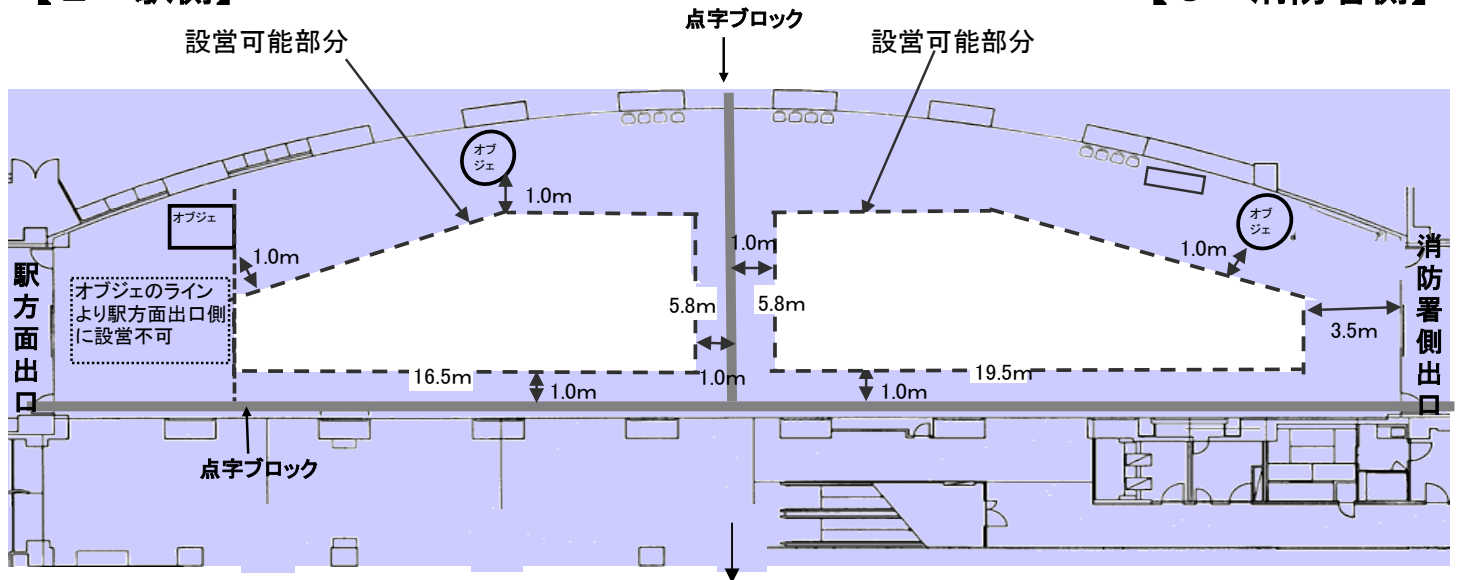 点字ブロック
設営可能部分
設営可能部分
オブ
ジェ
1.0m
オブジェ
オブ
ジェ
1.0m
1.0m
1.0m
駅方面出口
オブジェのライン
より駅方面出口側
に設営不可
5.8m
5.8m
消防署側出口
3.5m
16.5m
1.0m
1.0m
19.5m
1.0m
点字ブロック